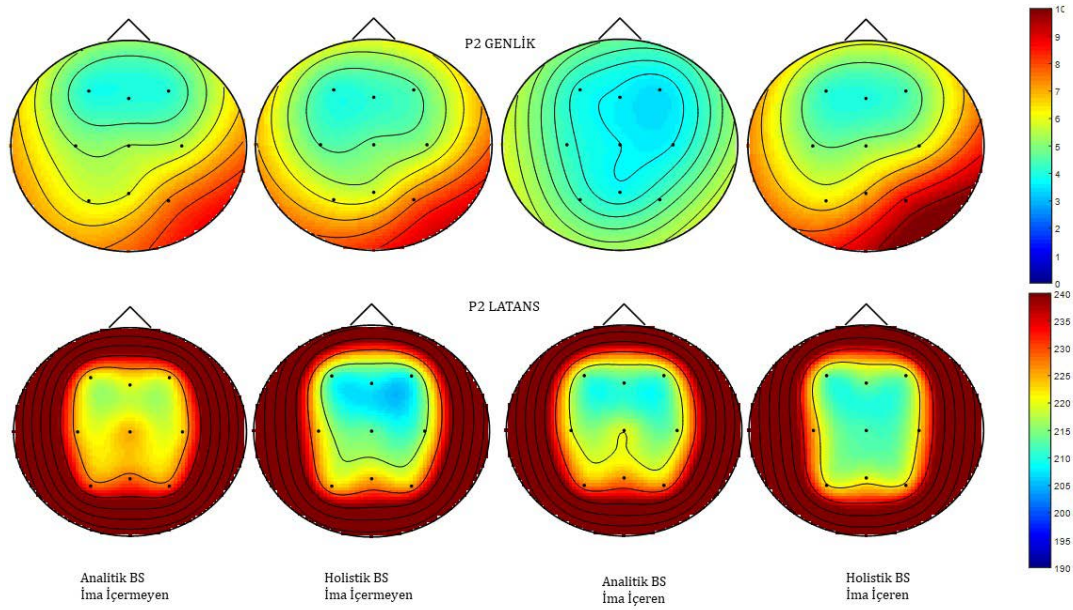 P2 GENLİK
10
9
8
7
6
5
4
3
2
1
0
P2 LATANS
240
235
230
225
220
215
210
205
200
195
190
Analitik BS
İma İçermeyen
Holistik BS
İma İçermeyen
Analitik BS
İma İçeren
Holistik BS
İma İçeren